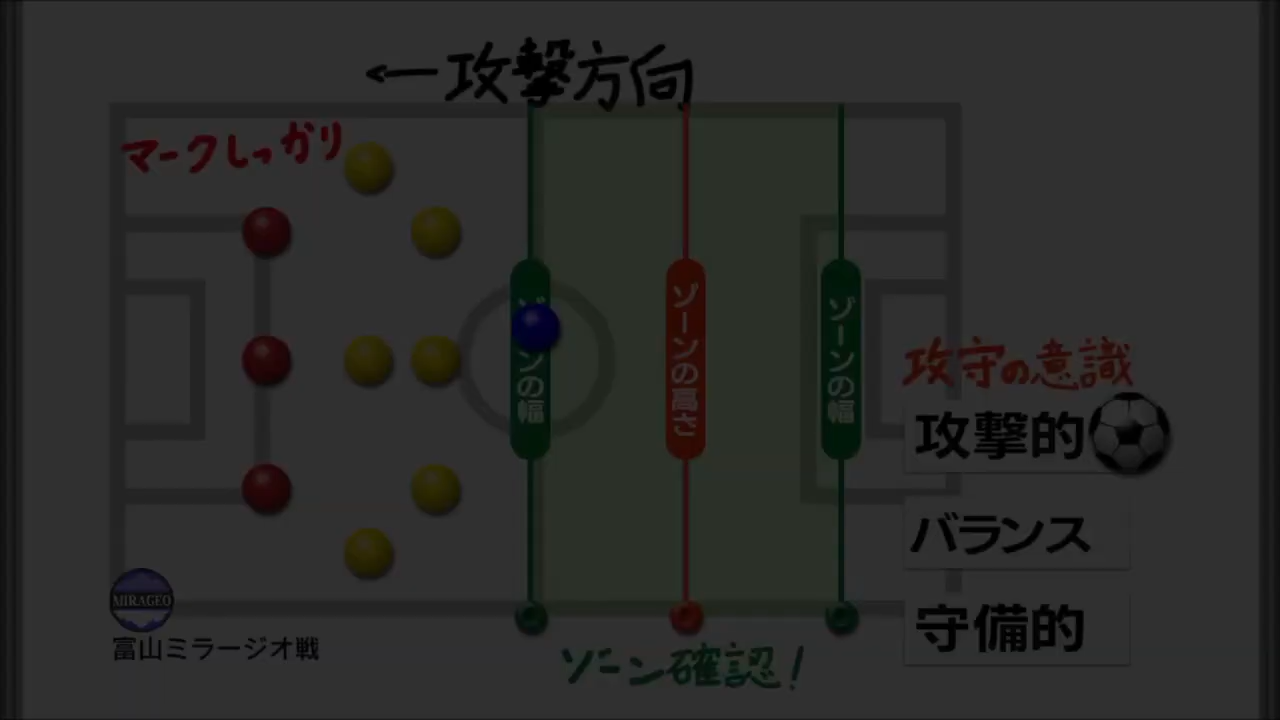 ←攻撃方向
マークしっかり
ゾーンの幅
ゾーンの高さ
ゾーンの幅
攻守の意識
攻撃的
バランス
守備的
MIRAGEO
富山ミラージオ戦
ゾーン確認!